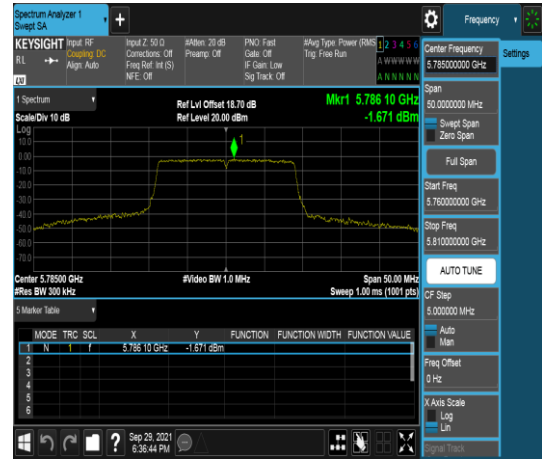 Spectrum Analyzer 1
Swept SA
+
Frequency
KEYSIGHT
RL
LXI
Input: RF
Coupling: DC
Align: Auto
Input Z: 50 Ω
Corrections: Off
Freq Ref: Int (S)
NFE: Off
#Atten: 20 dB
Preamp: Off
PNO: Fast
Gate: Off
IF Gain: Low
Sig Track: Off
#Avg Type: Power (RMS
Trig: Free Run
1 2 3 4 5 6
A W W W W W
A N N N N N
1 Spectrum
Scale/Div 10 dB
Ref Lvl Offset 18.70 dB
Ref Level 20.00 dBm
Mkr1 5.786 10 GHz
-1.671 dBm
Log
10.0
0.00
-10.0
-20.0
-30.0
-40.0
-50.0
-60.0
-70.0
1
Center 5.78500 GHz
#Res BW 300 kHz
#Video BW 1.0 MHz
Span 50.00 MHz
Sweep 1.00 ms (1001 pts)
5 Marker Table
MODE TRC SCL X Y FUNCTION FUNCTION WIDTH FUNCTION VALUE
1 N 1 f 5.786 10 GHz -1.671 dBm
2
3
4
5
6
Sep 29, 2021
6:36:44 PM
?
Settings
Center Frequency
5.785000000 GHz
Span
50.0000000 MHz
Swept Span
Zero Span
Full Span
Start Freq
5.760000000 GHz
Stop Freq
5.810000000 GHz
AUTO TUNE
CF Step
5.000000 MHz
Auto
Man
Freq Offset
0 Hz
X Axis Scale
Log
Lin
Signal Track